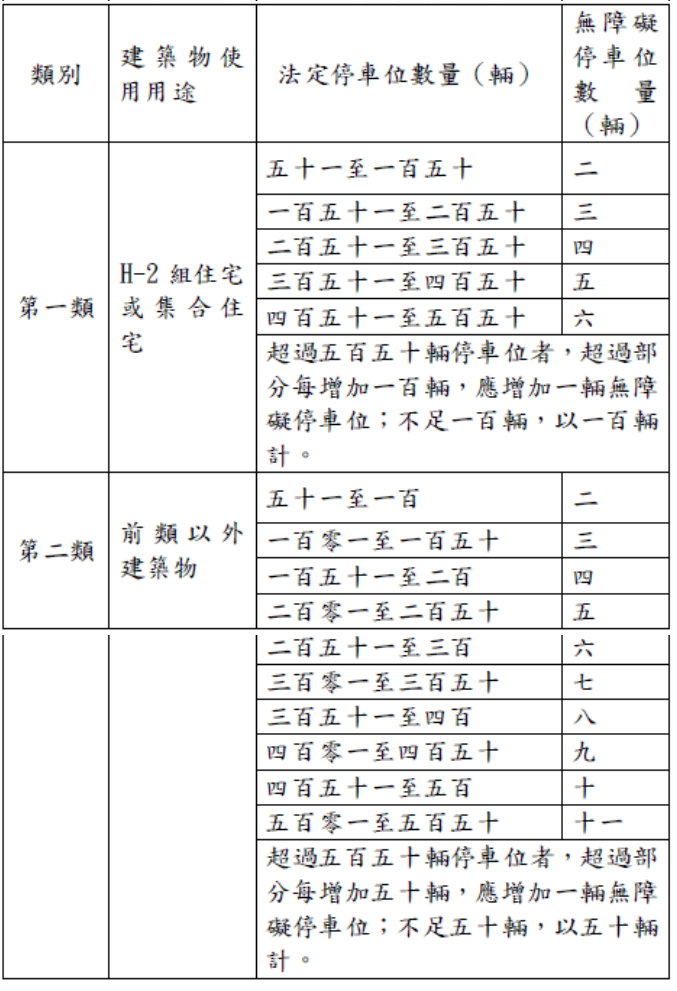 類別
建築物使
用用途
法定停車位數量（輛）
無障礙
停車位
數量
（輛）
第一類
H-2 組住宅
或集合住
宅
五十一至一百五十
二
一百五十一至二百五十
三
二百五十一至三百五十
四
三百五十一至四百五十
五
四百五十一至五百五十
六
超過五百五十輛停車位者，超過部
分每增加一百輛，應增加一輛無障
礙停車位；不足一百輛，以一百輛
計。
第二類
前類以外
建築物
五十一至一百
二
一百零一至一百五十
三
一百五十一至二百
四
二百零一至二百五十
五
二百五十一至三百
六
三百零一至三百五十
七
三百五十一至四百
八
四百零一至四百五十
九
四百五十一至五百
十
五百零一至五百五十
十一
超過五百五十輛停車位者，超過部
分每增加五十輛，應增加一輛無障
礙停車位；不足五十輛，以五十輛
計。